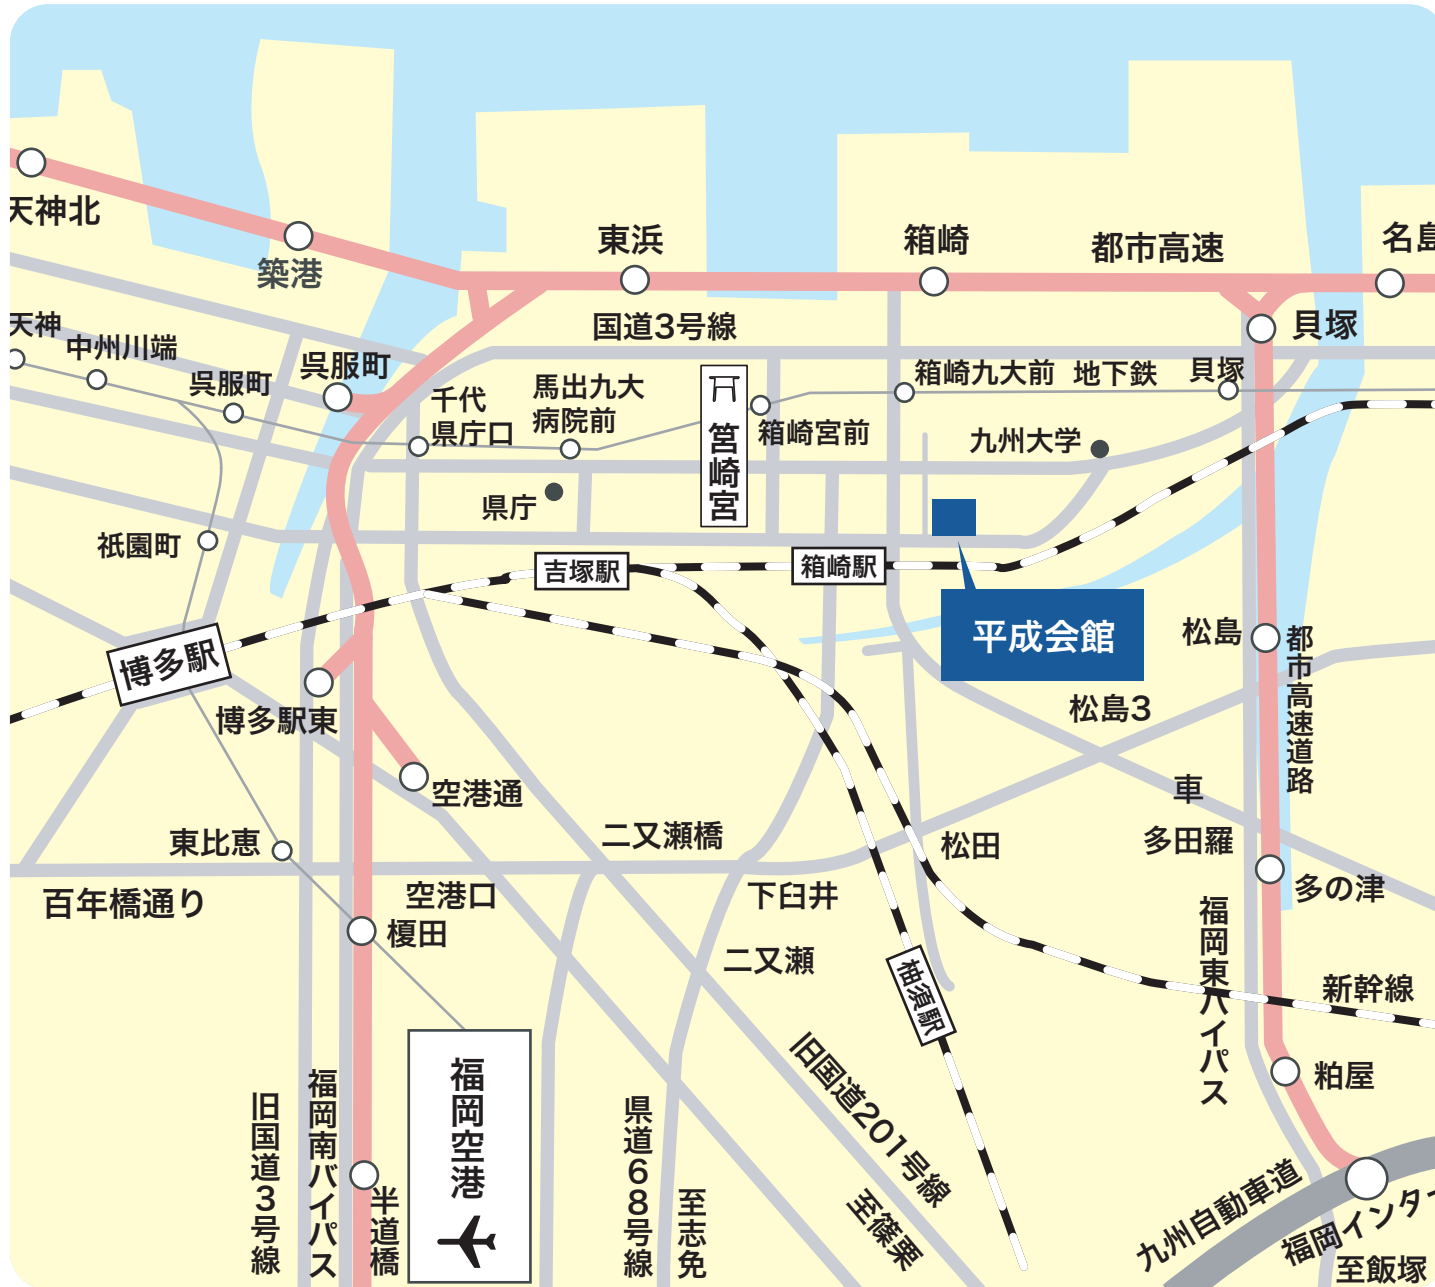 天神北
築港
東浜
箱崎
都市高速
名島
天神
中州川端
呉服町
呉服町
国道3号線
貝塚
千代
県庁口
馬出九大
病院前
筥崎宮
箱崎宮前
箱崎九大前
地下鉄
貝塚
九州大学
県庁
祇園町
吉塚駅
箱崎駅
平成会館
博多駅
博多駅東
松島
都市高速道路
松島3
空港通
車
東比恵
二又瀬橋
松田
多田羅
百年橋通り
空港口
下臼井
多の津
榎田
二又瀬
柚須駅
福岡東バイパス
新幹線
粕屋
福岡空港
旧国道3号線
福岡南バイパス
半道橋
県道68号線
至志免
旧国道201号線
至篠栗
九州自動車道
福岡インター
至飯塚